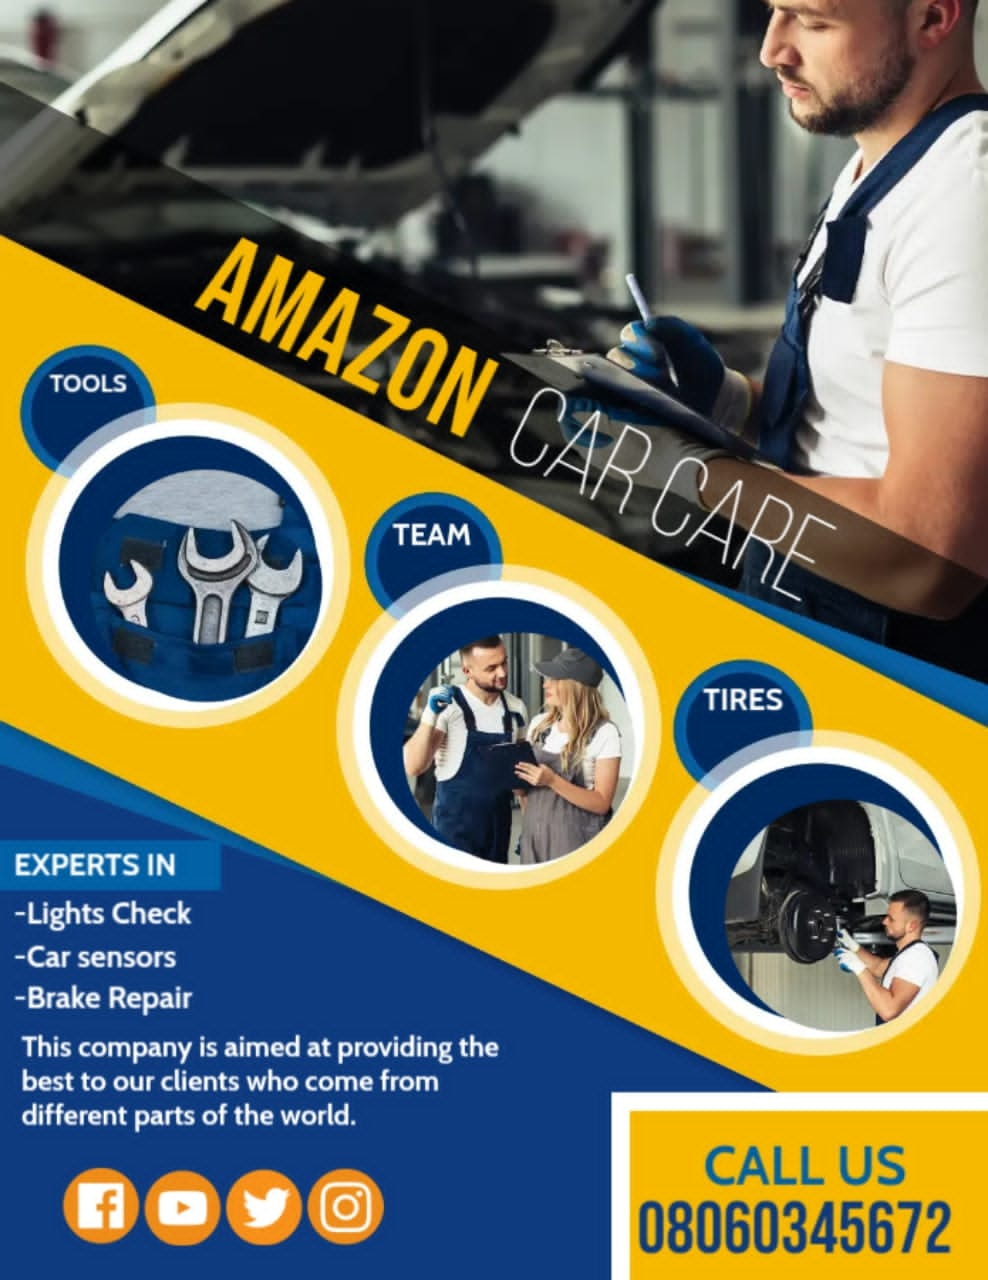 AMAZON
CAR CARE
TOOLS
TEAM
TIRES
EXPERTS IN
-Lights Check
-Car sensors
-Brake Repair
This company is aimed at providing the
best to our clients who come from
different parts of the world.
CALL US
08060345672